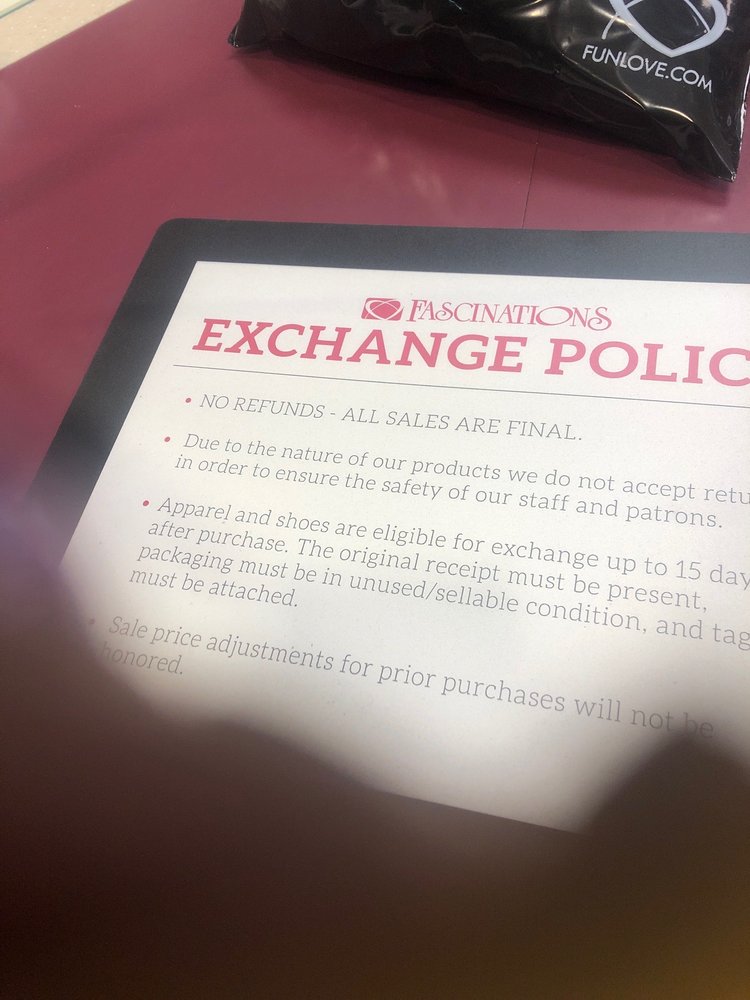 FUNLOVE.COM
FASCINATIONS
EXCHANGE POLIC
• NO REFUNDS - ALL SALES ARE FINAL.
• Due to the nature of our products we do not accept retu
in order to ensure the safety of our staff and patrons.
• Apparel and shoes are eligible for exchange up to 15 day
after purchase. The original receipt must be present,
packaging must be in unused/sellable condition, and tag
must be attached.
• Sale price adjustments for prior purchases will not be
honored.